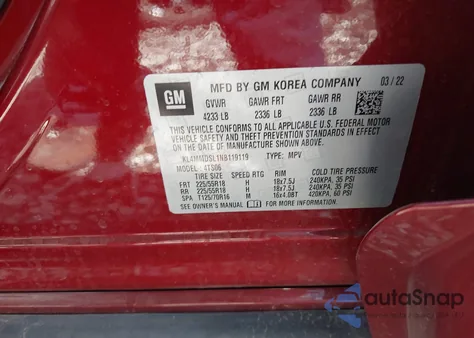 GM
MFD BY GM KOREA COMPANY 03/22
GVWR GAWR FRT GAWR RR
4233 LB 2336 LB 2336 LB
THIS VEHICLE CONFORMS TO ALL APPLICABLE U.S. FEDERAL MOTOR
VEHICLE SAFETY AND THEFT PREVENTION STANDARDS IN EFFECT
ON THE DATE OF MANUFACTURE SHOWN ABOVE.
KL4MMDSL1NB119119 TYPE: MPV
MODEL: 4TS06
TIRE SIZE SPEED RTG RIM COLD TIRE PRESSURE
FRT 225/55R18 H 18x7.5J 240KPA, 35 PSI
RR 225/55R18 H 18x7.5J 240KPA, 35 PSI
SPA T125/70R16 M 16x4.0BT 420KPA, 60 PSI
SEE OWNER'S MANUAL FOR MORE INFORMATION.
autoSnap